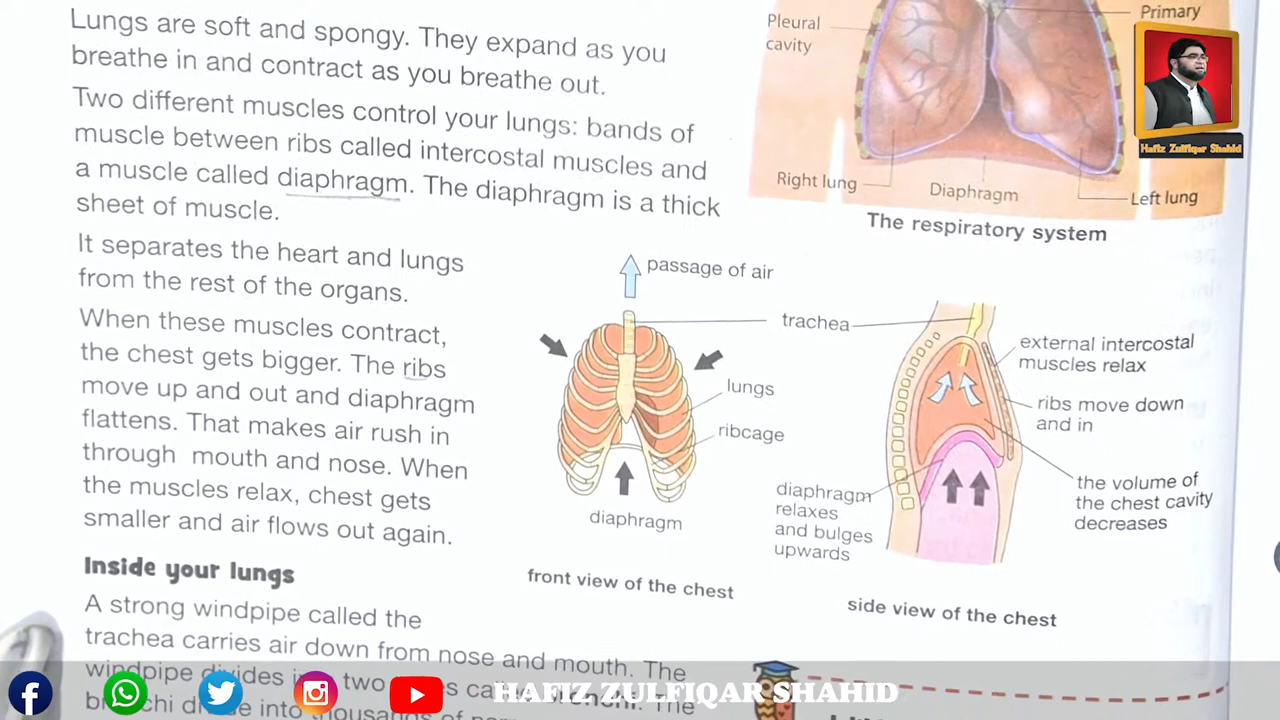 Lungs are soft and spongy. They expand as you
breathe in and contract as you breathe out.
Two different muscles control your lungs: bands of
muscle between ribs called intercostal muscles and
a muscle called diaphragm. The diaphragm is a thick
sheet of muscle.
It separates the heart and lungs
from the rest of the organs.
When these muscles contract,
the chest gets bigger. The ribs
move up and out and diaphragm
flattens. That makes air rush in
through mouth and nose. When
the muscles relax, chest gets
smaller and air flows out again.
Inside your lungs
A strong windpipe called the
trachea carries air down from nose and mouth. The
windpipe divides
two
The
into thousands of
Pleural
cavity
Primary
Right lung
Diaphragm
Left lung
The respiratory system
passage of air
trachea
lungs
ribcage
diaphragm
front view of the chest
external intercostal
muscles relax
ribs move down
and in
the volume of
the chest cavity
decreases
diaphragm
relaxes
and bulges
upwards
side view of the chest
Hafiz Zulfiqar Shahid
HAFIZ ZULFIQAR SHAHID